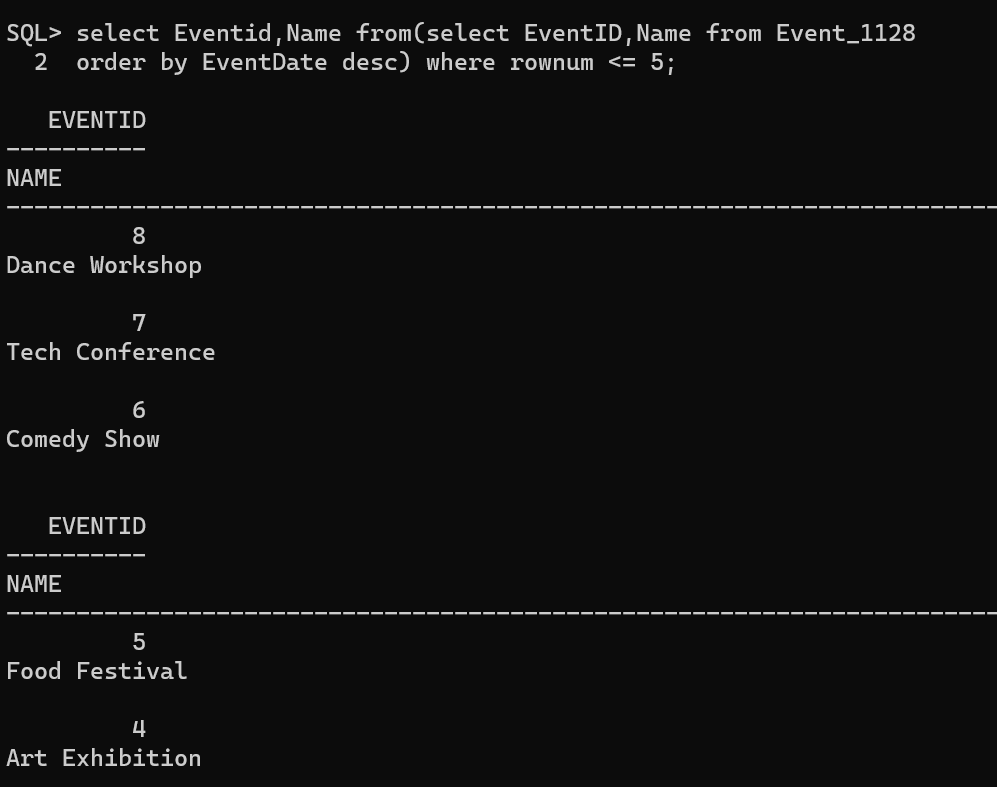 SQL> select Eventid,Name from(select EventID,Name from Event_1128
  2  order by EventDate desc) where rownum <= 5;

   EVENTID
----------
NAME
--------------------------------------------------------------------------------
         8
Dance Workshop

         7
Tech Conference

         6
Comedy Show


   EVENTID
----------
NAME
--------------------------------------------------------------------------------
         5
Food Festival

         4
Art Exhibition